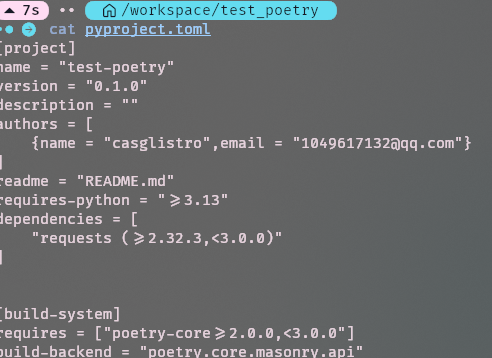 7s •• /workspace/test_poetry
cat pyproject.toml
[project]
name = "test-poetry"
version = "0.1.0"
description = ""
authors = [
{name = "casglistro",email = "1049617132@qq.com"}
]
readme = "README.md"
requires-python = ">=3.13"
dependencies = [
"requests (>=2.32.3,<3.0.0)"
]
[build-system]
requires = ["poetry-core>=2.0.0,<3.0.0"]
build-backend = "poetry.core.masonry.api"